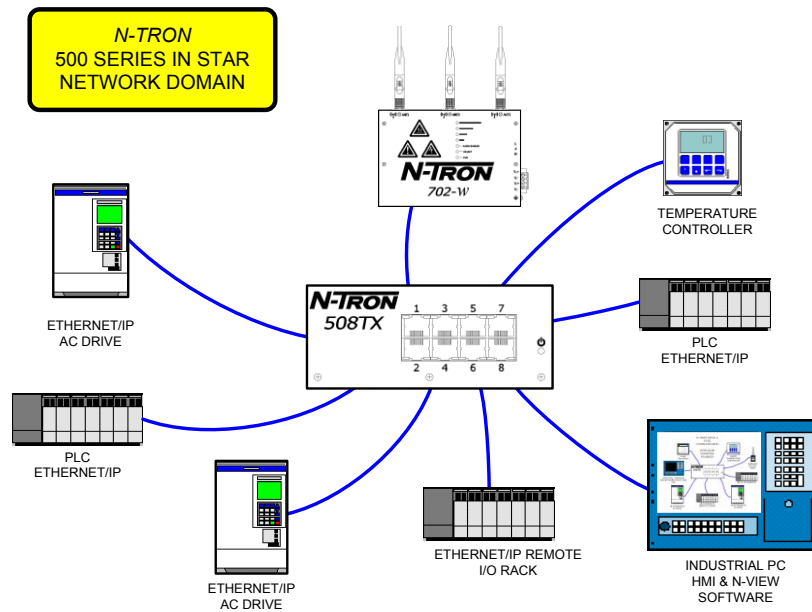 N-TRON
500 SERIES IN STAR
NETWORK DOMAIN
N-TRON
702-W
TEMPERATURE
CONTROLLER
ETHERNET/IP
AC DRIVE
N-TRON
508TX
1 3 5 7
2 4 6 8
PLC
ETHERNET/IP
PLC
ETHERNET/IP
ETHERNET/IP
AC DRIVE
ETHERNET/IP REMOTE
I/O RACK
INDUSTRIAL PC
HMI & N-VIEW
SOFTWARE